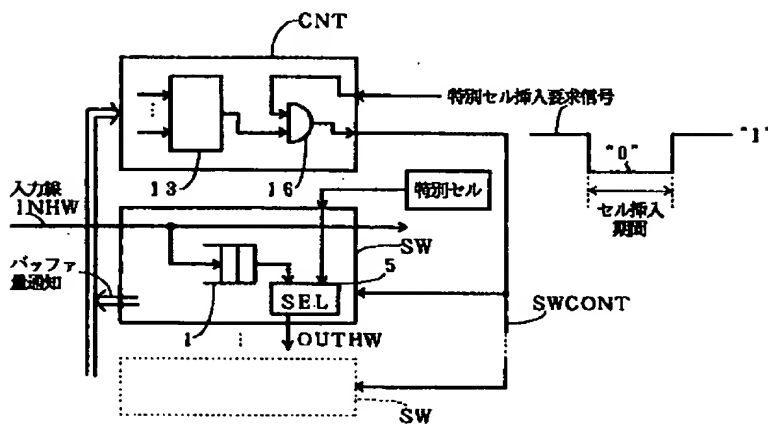 CNT
特別セル挿入要求信号
"1"
"0"
13
16
セル挿入
期間
特別セル
入力線
INHW
SW
バッファ
量通知
5
SEL
1
OUTHW
SWCONT
SW